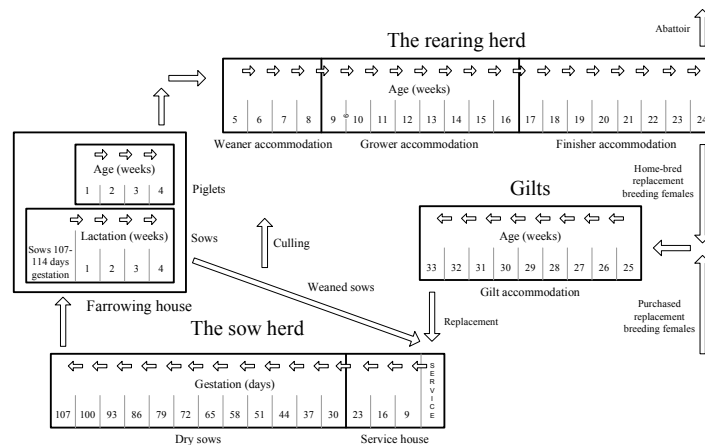 Abattoir
The rearing herd
Age (weeks)
5 6 7 8 9 10 11 12 13 14 15 16 17 18 19 20 21 22 23 24
Weaner accommodation
Grower accommodation
Finisher accommodation
Age (weeks)
1 2 3 4
Piglets
Lactation (weeks)
Sows 107-
114 days
gestation
1 2 3 4
Sows
Farrowing house
Culling
Weaned sows
Gilts
Age (weeks)
33 32 31 30 29 28 27 26 25
Gilt accommodation
Home-bred
replacement
breeding females
Purchased
replacement
breeding females
Replacement
The sow herd
Gestation (days)
107 100 93 86 79 72 65 58 51 44 37 30 23 16 9
SERVICE
Dry sows
Service house